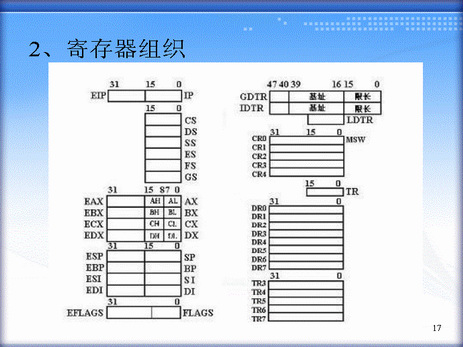 2、寄存器组织
31 15 0
EIP IP
15 0
CS
DS
SS
ES
FS
GS
31 15 87 0
EAX AH AL AX
EBX BH BL BX
ECX CH CL CX
EDX DH DL DX
31 15 0
ESP SP
EBP BP
ESI SI
EDI DI
31 0
EFLAGS FLAGS
47 40 39 16 15 0
GDTR 基址 限长
IDTR 基址 限长
LDTR
31 15 0
CR0 MSW
CR1
CR2
CR3
CR4
15 0
TR
31 0
DR0
DR1
DR2
DR3
DR4
DR5
DR6
DR7
31 0
TR3
TR4
TR5
TR6
TR7
17